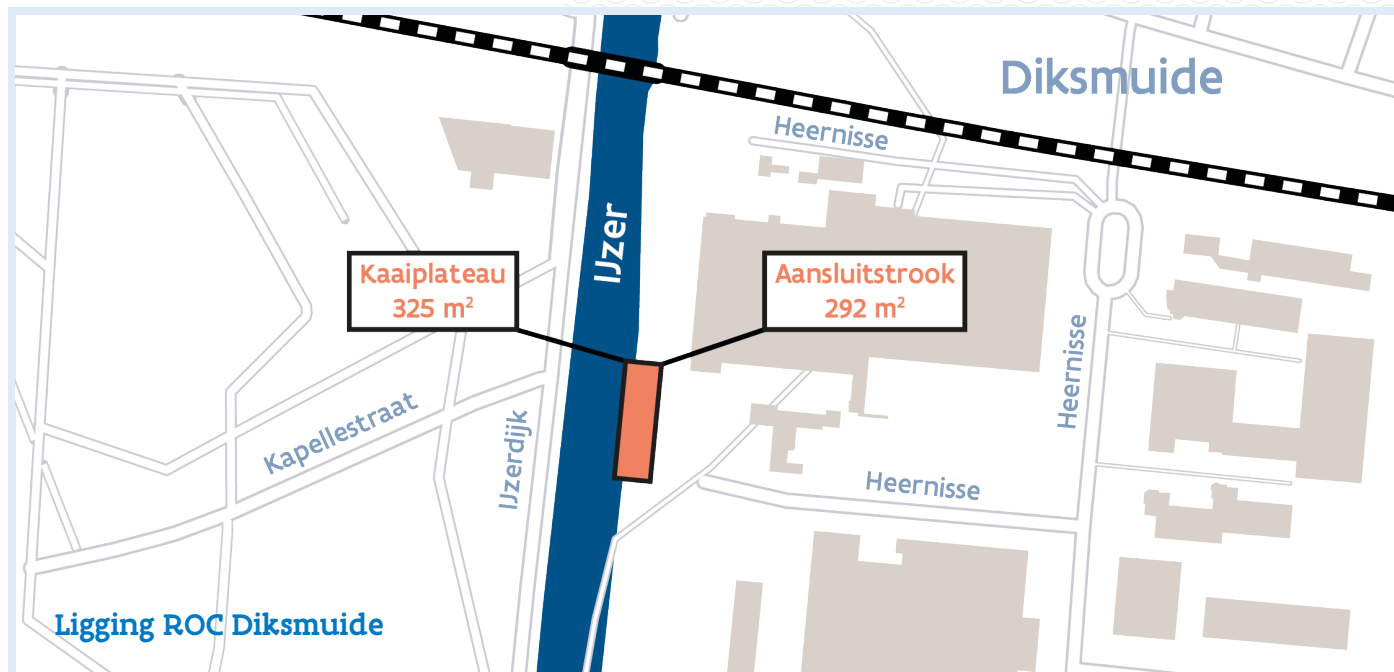 Diksmuide
Heernisse
IJzer
Kaaiplateau
325 m²
Aansluitstrook
292 m²
Heernisse
Kapellestraat
IJzerdijk
Heernisse
Ligging ROC Diksmuide